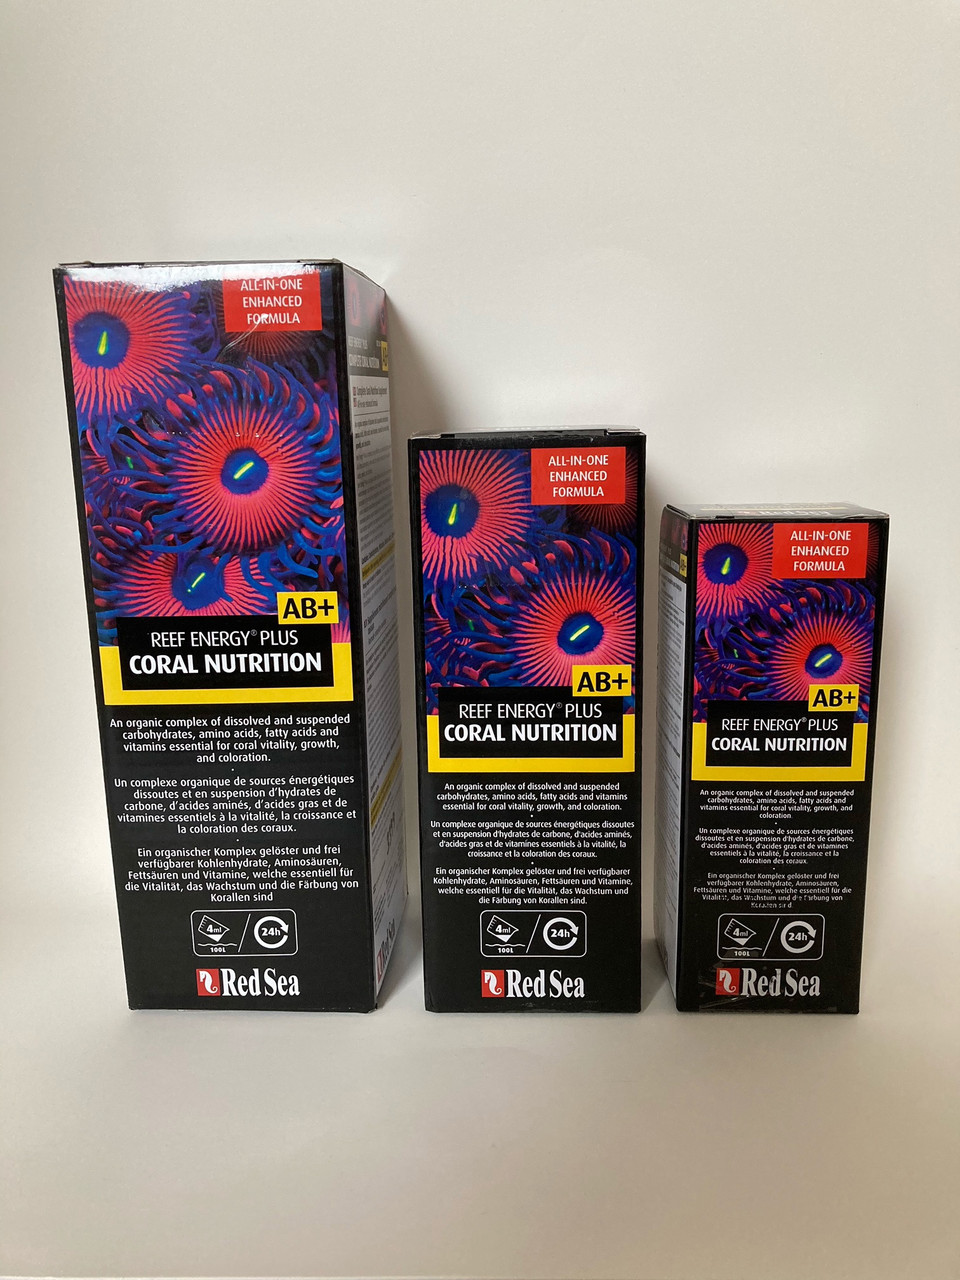 ALL-IN-ONE
ENHANCED
FORMULA
AB+
REEF ENERGY® PLUS
CORAL NUTRITION
An organic complex of dissolved and suspended
carbohydrates, amino acids, fatty acids and
vitamins essential for coral vitality, growth,
and coloration.
Un complexe organique de sources énergétiques
dissoutes et en suspension d'hydrates de
carbone, d'acides aminés, d'acides gras et de
vitamines essentiels à la vitalité, la croissance et
la coloration des coraux.
Ein organischer Komplex gelöster und frei
verfügbarer Kohlenhydrate, Aminosäuren,
Fettsäuren und Vitamine, welche essentiell für
die Vitalität, das Wachstum und die Färbung von
Korallen sind
4ml
100L
24h
Red Sea
ALL-IN-ONE
ENHANCED
FORMULA
AB+
REEF ENERGY® PLUS
CORAL NUTRITION
An organic complex of dissolved and suspended
carbohydrates, amino acids, fatty acids and vitamins
essential for coral vitality, growth, and coloration.
Un complexe organique de sources énergétiques dissoutes
et en suspension d'hydrates de carbone, d'acides aminés,
d'acides gras et de vitamines essentiels à la vitalité, la
croissance et la coloration des coraux.
Ein organischer Komplex gelöster und frei verfügbarer
Kohlenhydrate, Aminosäuren, Fettsäuren und Vitamine,
welche essentiell für die Vitalität, das Wachstum und
die Färbung von Korallen sind.
4ml
100L
24h
Red Sea
Red Sea
ALL-IN-ONE
ENHANCED
FORMULA
AB+
REEF ENERGY® PLUS
CORAL NUTRITION
An organic complex of dissolved and suspended
carbohydrates, amino acids, fatty acids and
vitamins essential for coral vitality, growth, and
coloration.
Un complexe organique de sources énergétiques
dissoutes et en suspension d'hydrates de carbone,
d'acides aminés, d'acides gras et de vitamines
essentiels à la vitalité, la croissance et la
coloration des coraux.
Ein organischer Komplex gelöster und frei
verfügbarer Kohlenhydrate, Aminosäuren,
Fettsäuren und Vitamine, welche essentiell für die
Vitalität, das Wachstum und die Färbung von
Korallen sind
4ml
100L
24h
Red Sea